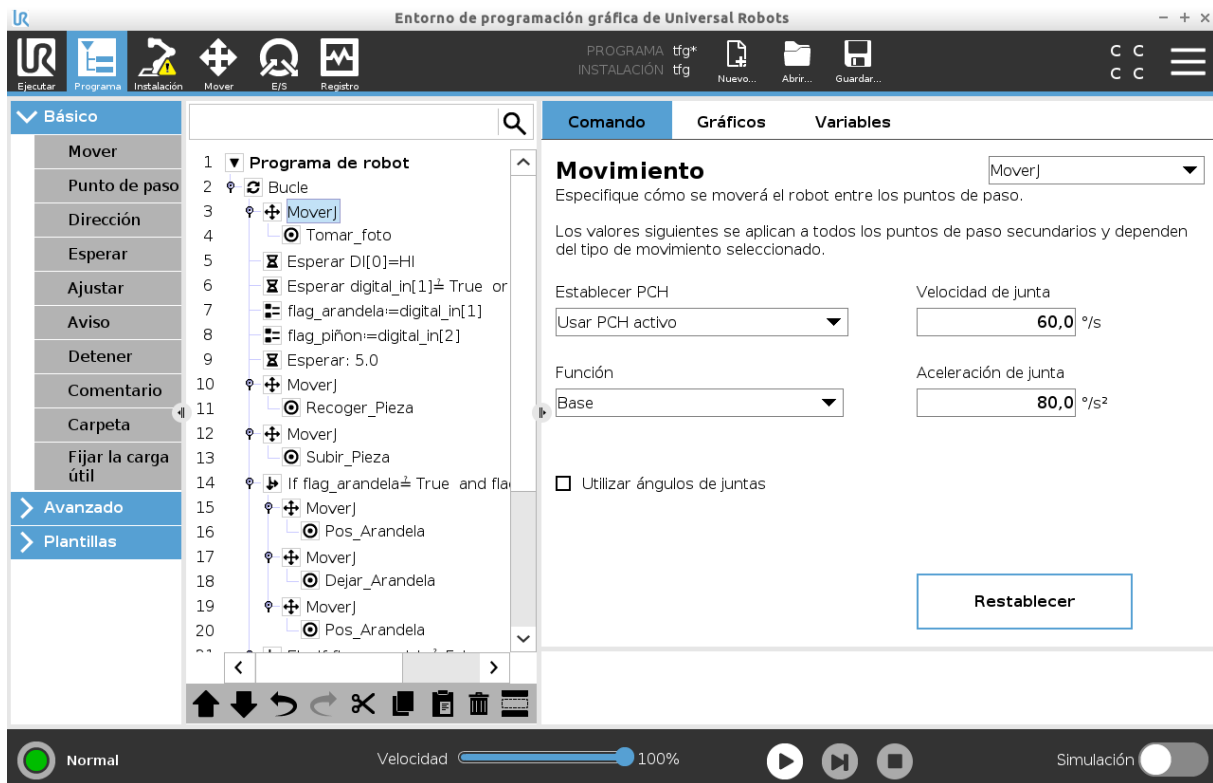 Entorno de programación gráfica de Universal Robots
UR
Ejecutar
Programa
Instalación
Mover
E/S
Registro
PROGRAMA tfg*
INSTALACIÓN tfg
Nuevo...
Abrir...
Guardar...
C C
C C
Básico
Mover
Punto de paso
Dirección
Esperar
Ajustar
Aviso
Detener
Comentario
Carpeta
Fijar la carga
útil
Avanzado
Plantillas
1 Programa de robot
2 Bucle
3 MoverJ
4 Tomar_foto
5 Esperar DI[0]=HI
6 Esperar digital_in[1]≟ True or
7 flag_arandela≔digital_in[1]
8 flag_piñon≔digital_in[2]
9 Esperar: 5.0
10 MoverJ
11 Recoger_Pieza
12 MoverJ
13 Subir_Pieza
14 If flag_arandela≟ True and fla
15 MoverJ
16 Pos_Arandela
17 MoverJ
18 Dejar_Arandela
19 MoverJ
20 Pos_Arandela
Comando Gráficos Variables
Movimiento
MoverJ
Especifique cómo se moverá el robot entre los puntos de paso.
Los valores siguientes se aplican a todos los puntos de paso secundarios y dependen
del tipo de movimiento seleccionado.
Establecer PCH
Usar PCH activo
Velocidad de junta
60,0 °/s
Función
Base
Aceleración de junta
80,0 °/s²
Utilizar ángulos de juntas
Restablecer
Normal
Velocidad 100%
Simulación